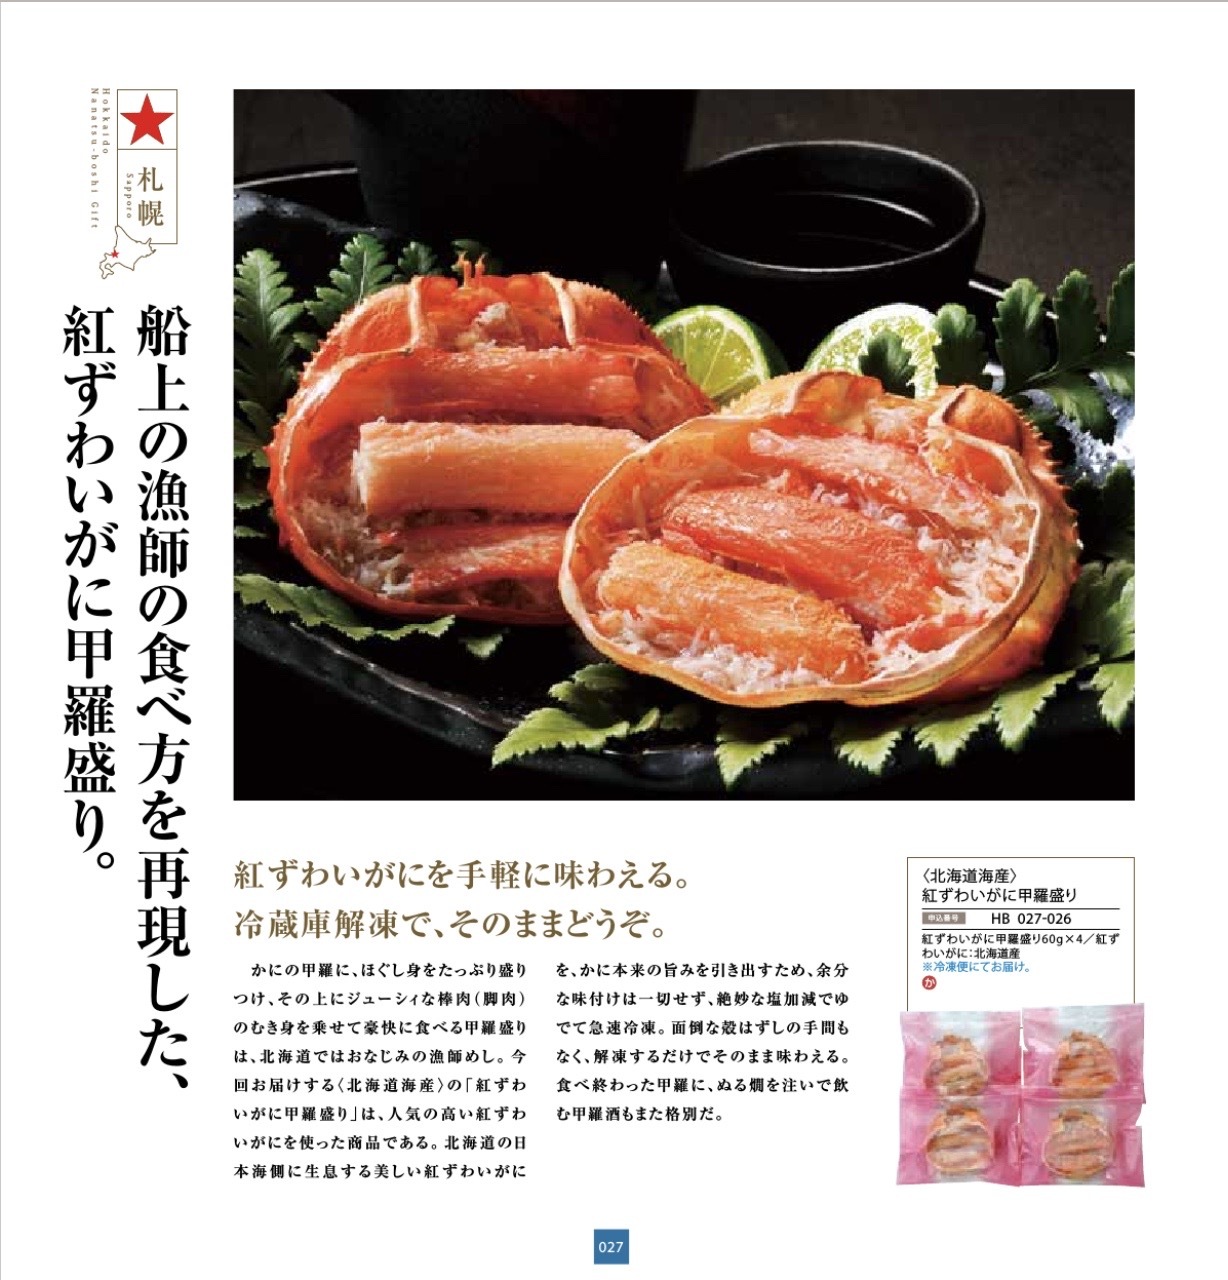 Hokkaido
Nanatsu-boshi Gift
札幌
Sapporo
船上の漁師の食べ方を再現した、
紅ずわいがに甲羅盛り。
紅ずわいがにを手軽に味わえる。
冷蔵庫解凍で、そのままどうぞ。
かにの甲羅に、ほぐし身をたっぷり盛り
つけ、その上にジューシィな棒肉（脚肉）
のむき身を乗せて豪快に食べる甲羅盛り
は、北海道ではおなじみの漁師めし。今
回お届けする〈北海道海産〉の「紅ずわ
いがに甲羅盛り」は、人気の高い紅ずわ
いがにを使った商品である。北海道の日
本海側に生息する美しい紅ずわいがに
を、かに本来の旨みを引き出すため、余分
な味付けは一切せず、絶妙な塩加減でゆ
でて急速冷凍。面倒な殻はずしの手間も
なく、解凍するだけでそのまま味わえる。
食べ終わった甲羅に、ぬる燗を注いで飲
む甲羅酒もまた格別だ。
〈北海道海産〉
紅ずわいがに甲羅盛り
申込番号 HB 027-026
紅ずわいがに甲羅盛り60g×4／紅ず
わいがに：北海道産
※冷凍便にてお届け。
か
027